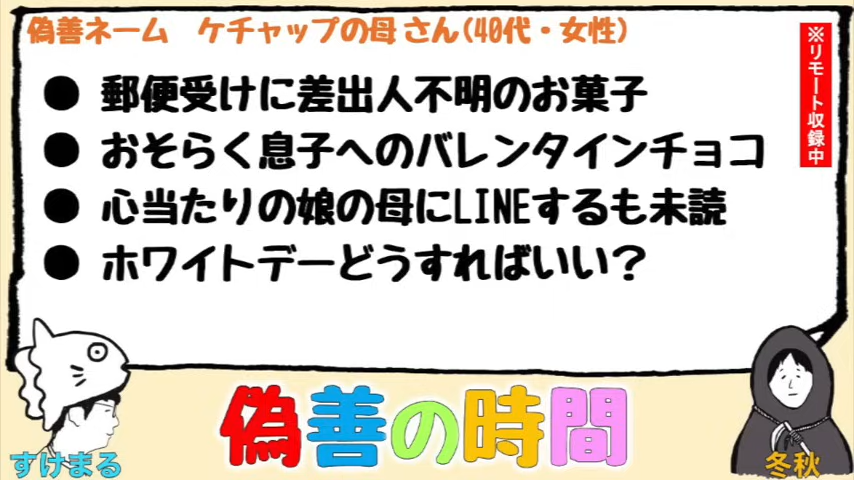 偽善ネーム　ケチャップの母 さん(40代・女性)
※リモート収録中
● 郵便受けに差出人不明のお菓子
● おそらく息子へのバレンタインチョコ
● 心当たりの娘の母にLINEするも未読
● ホワイトデーどうすればいい？
偽善の時間
すけまる
冬秋